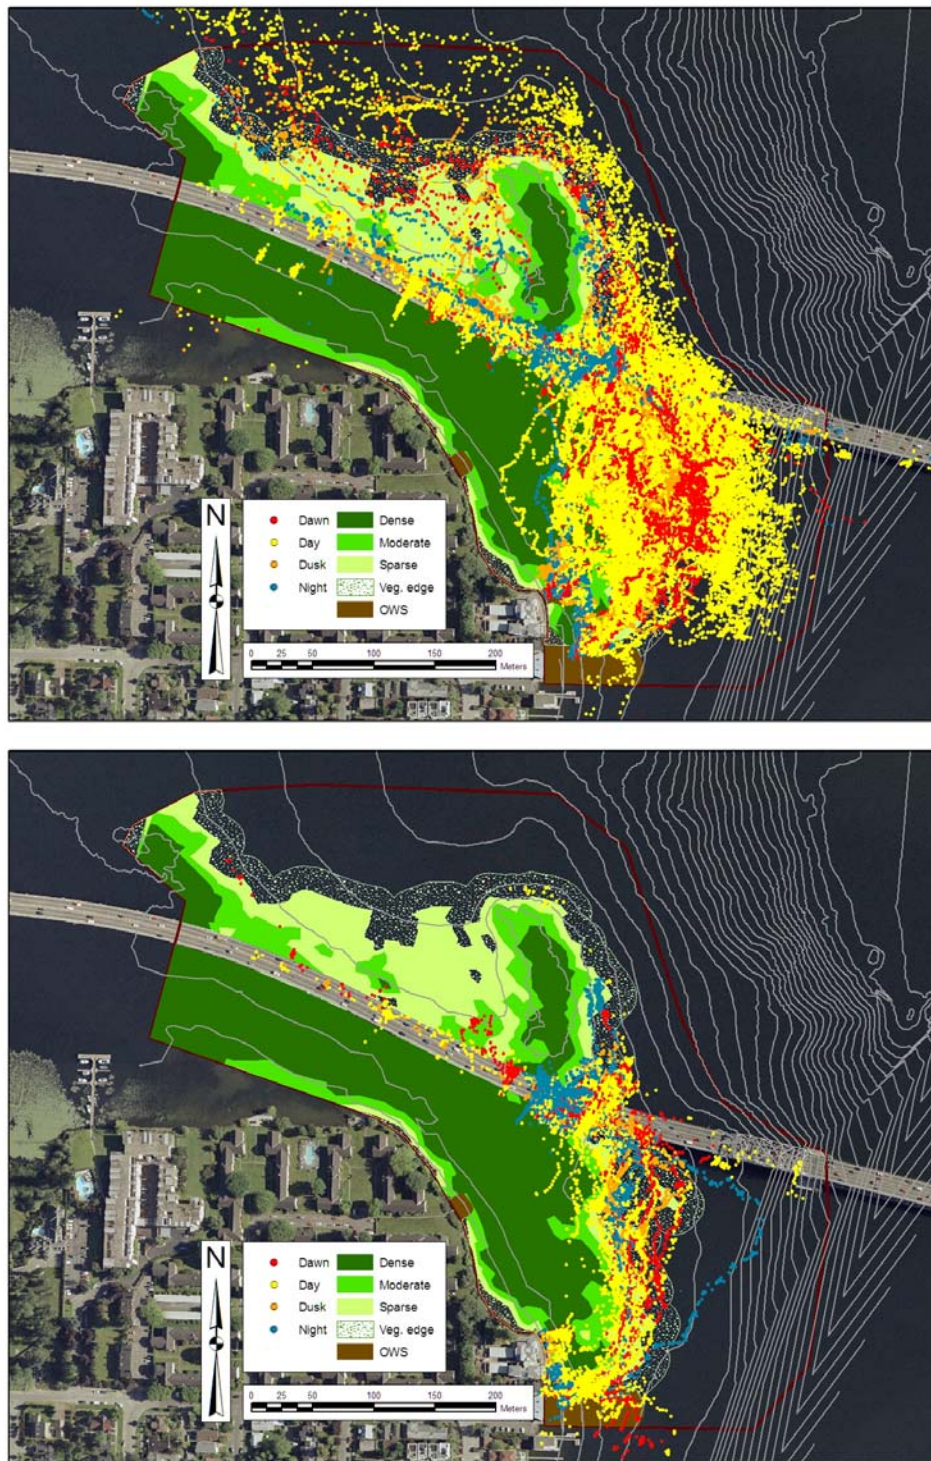 N
Dawn Dense
Day Moderate
Dusk Sparse
Night Veg. edge
OWS
0 25 50 100 150 200
Meters
N
Dawn Dense
Day Moderate
Dusk Sparse
Night Veg. edge
OWS
0 25 50 100 150 200
Meters